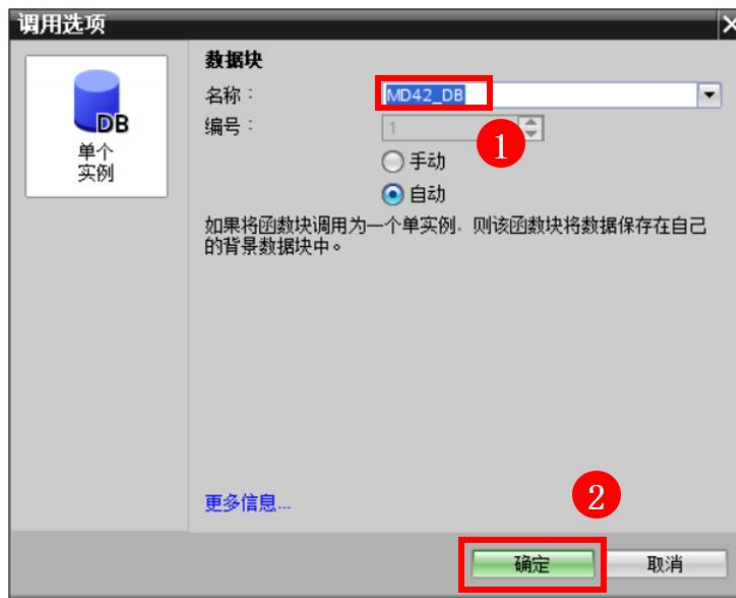 调用选项
数据块
名称：
MD42_DB
编号：
1
1
手动
自动
DB
单个
实例
如果将函数块调用为一个单实例，则该函数块将数据保存在自己
的背景数据块中。
更多信息...
2
确定
取消